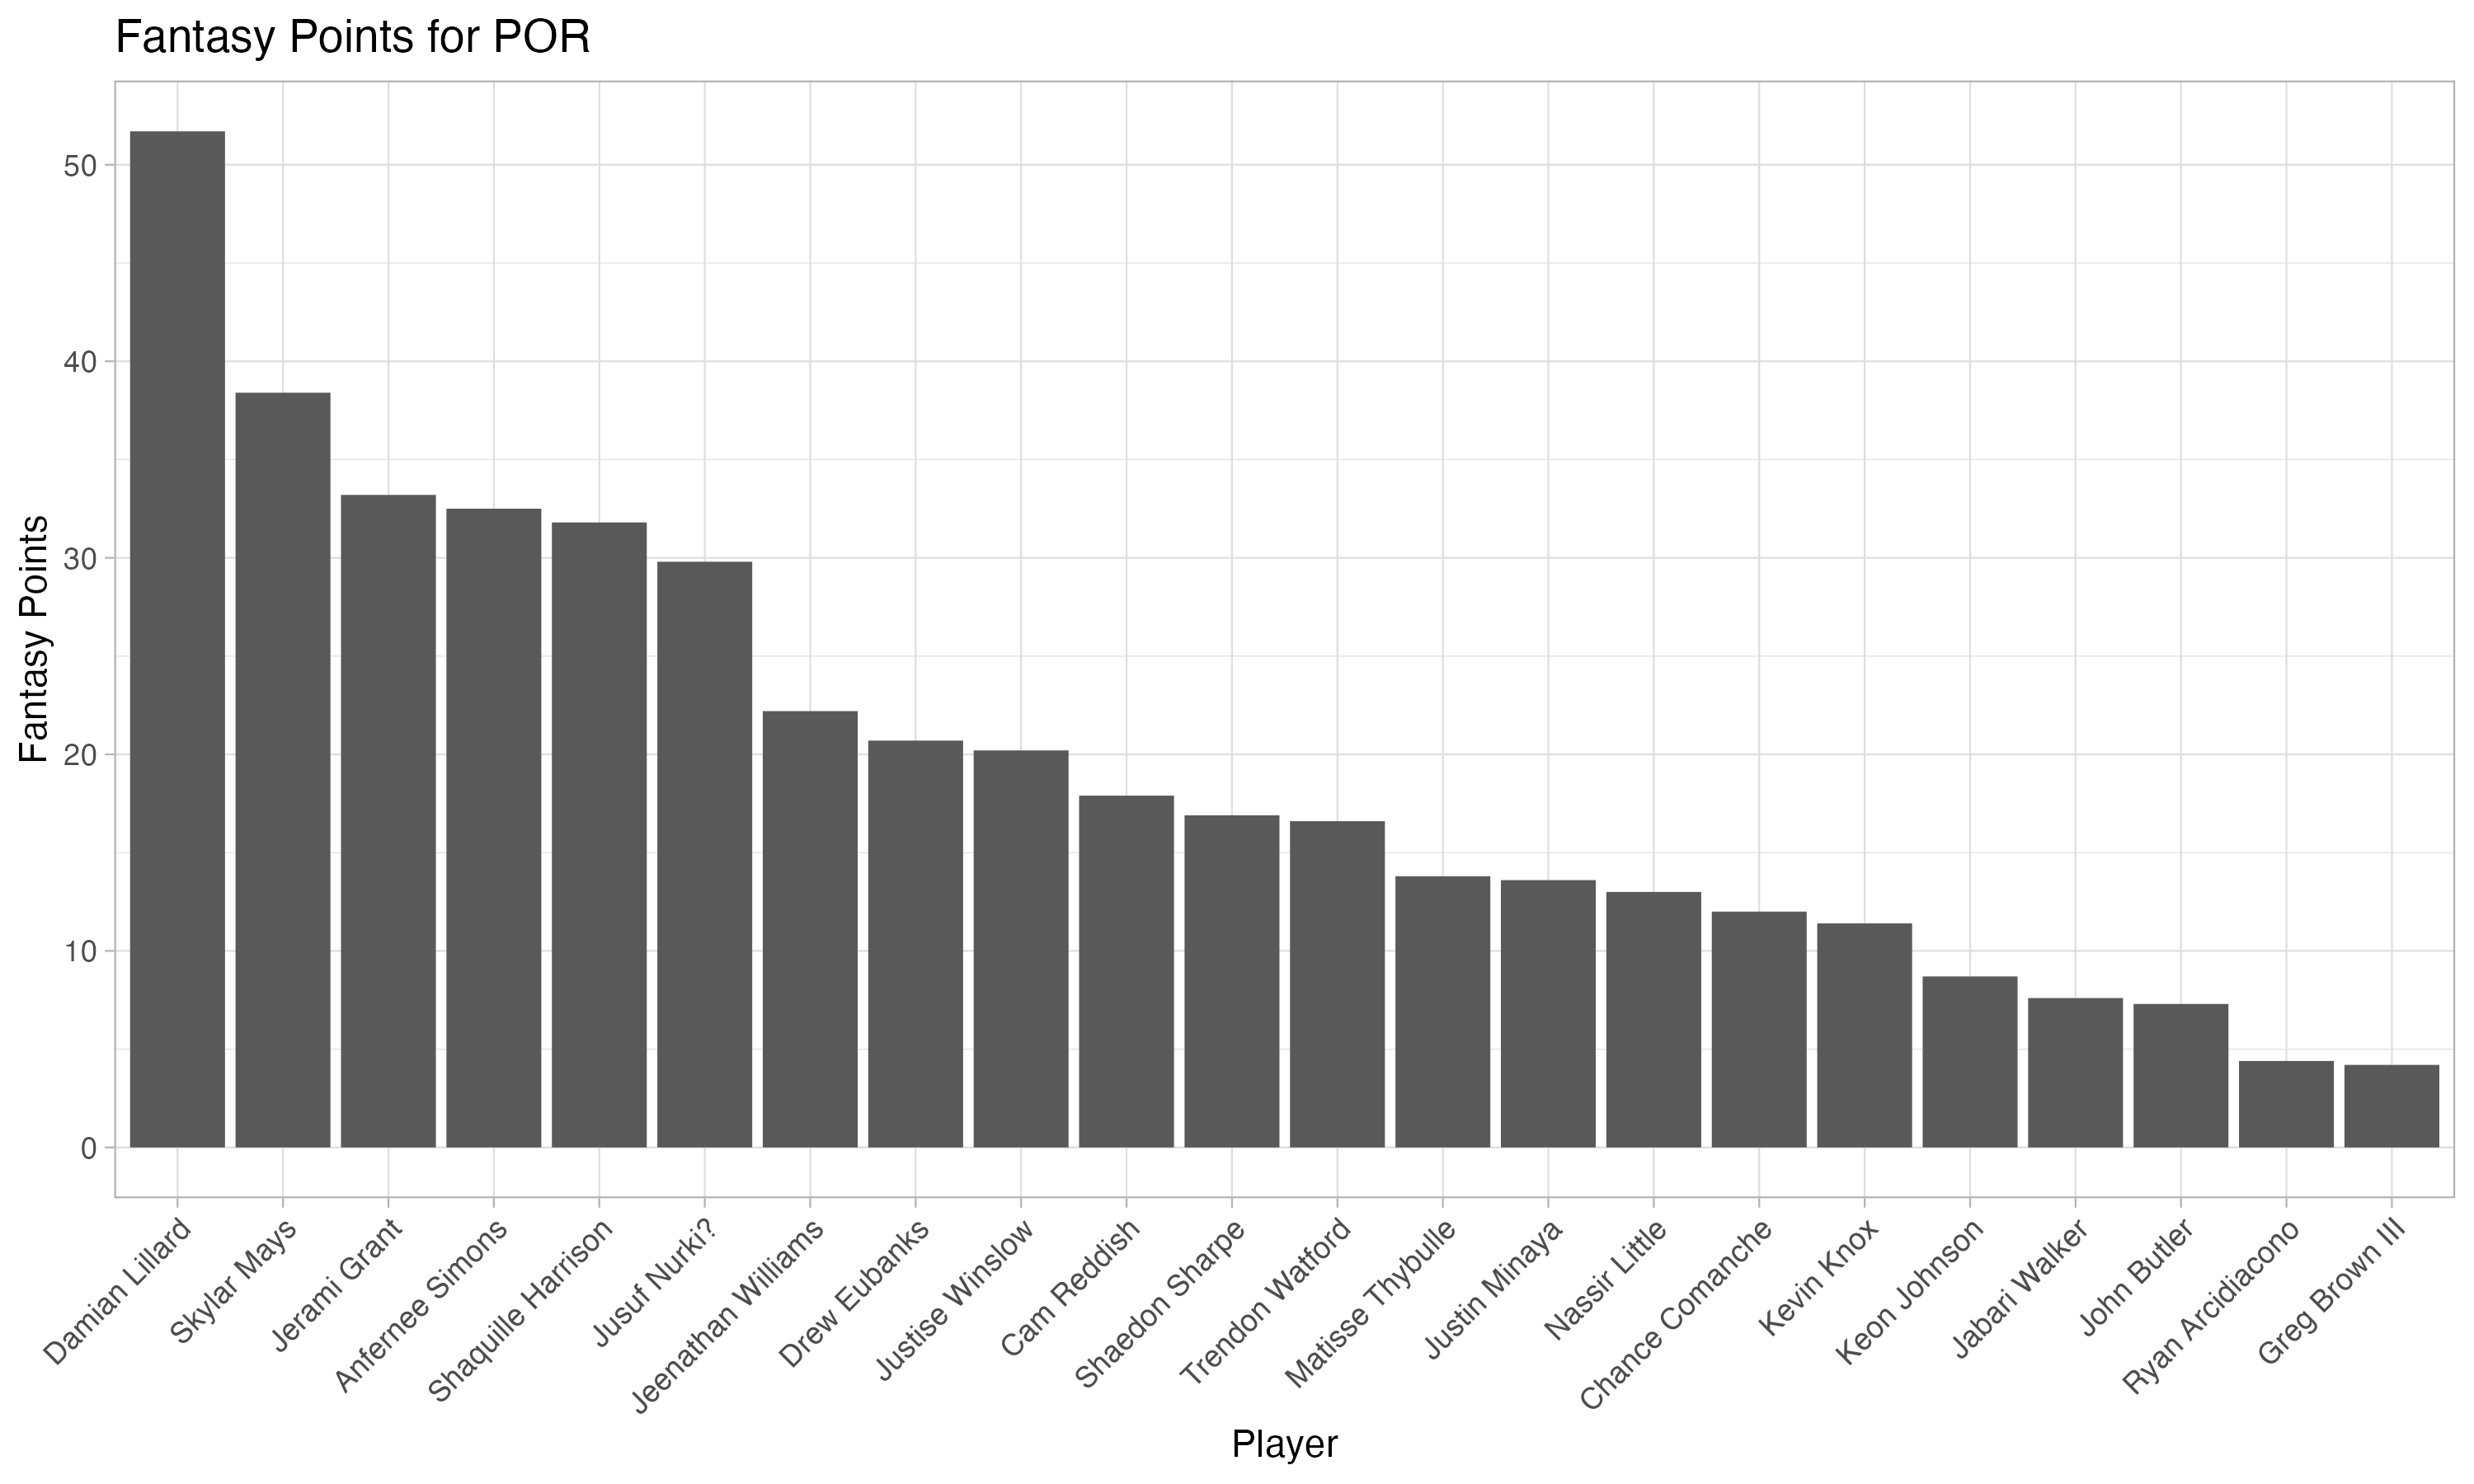 Fantasy Points for POR
Fantasy Points
50
40
30
20
10
0
Damian Lillard
Skylar Mays
Jerami Grant
Anfernee Simons
Shaquille Harrison
Jusuf Nurki?
Jeenathan Williams
Drew Eubanks
Justise Winslow
Cam Reddish
Shaedon Sharpe
Trendon Watford
Matisse Thybulle
Justin Minaya
Nassir Little
Chance Comanche
Kevin Knox
Keon Johnson
Jabari Walker
John Butler
Ryan Arcidiacono
Greg Brown III
Player